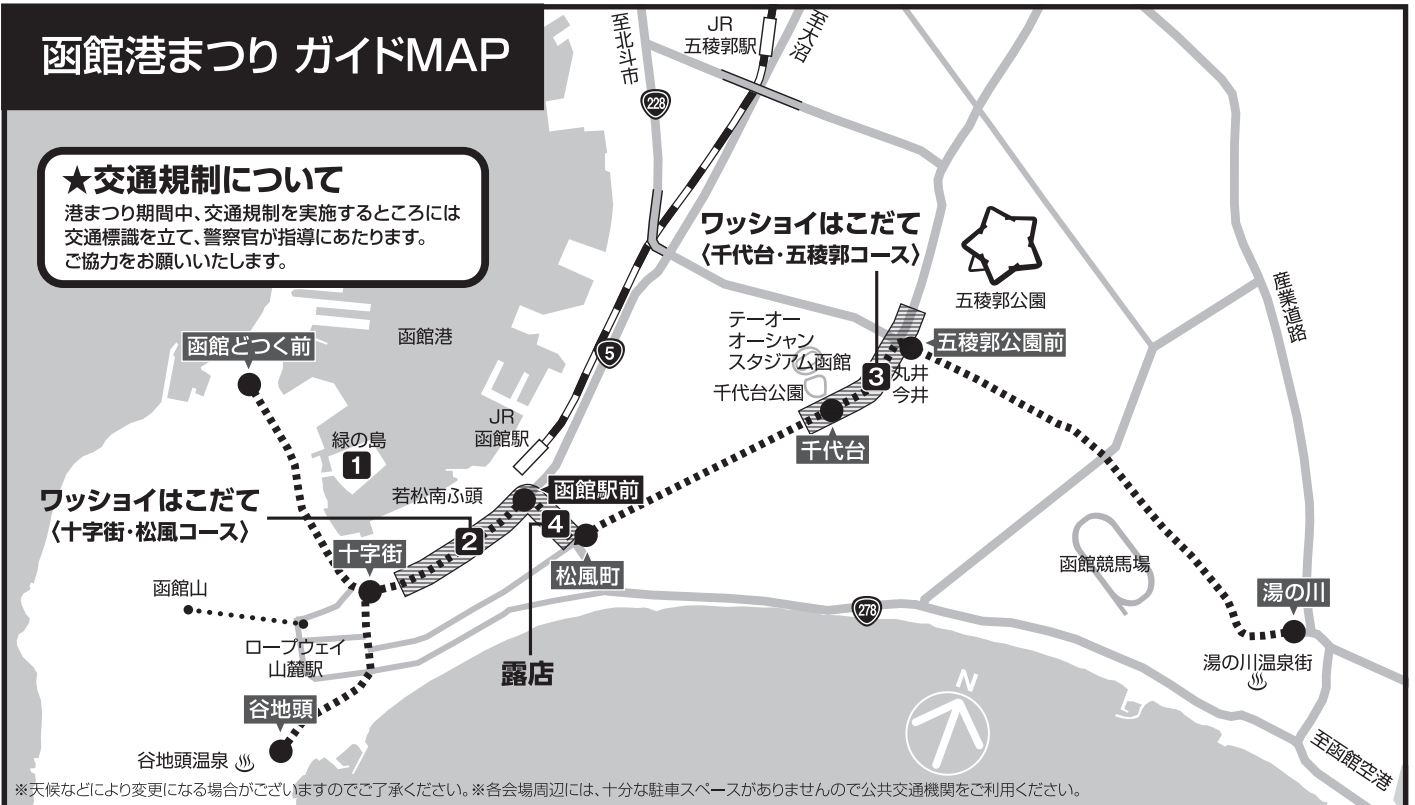 函館港まつり ガイドMAP
★交通規制について
港まつり期間中、交通規制を実施するところには
交通標識を立て、警察官が指導にあたります。
ご協力をお願いいたします。
至北斗市
JR
五稜郭駅
至大沼
228
ワッショイはこだて
〈千代台・五稜郭コース〉
五稜郭公園
産業道路
函館港
函館どつく前
5
テーオー
オーシャン
スタジアム函館
千代台公園
3
丸井
今井
五稜郭公園前
千代台
JR
函館駅
緑の島
1
若松南ふ頭
函館駅前
ワッショイはこだて
〈十字街・松風コース〉
2
4
十字街
松風町
函館競馬場
函館山
278
湯の川
ロープウェイ
山麓駅
露店
湯の川温泉街
N
谷地頭
谷地頭温泉
至函館空港
※天候などにより変更になる場合がございますのでご了承ください。※各会場周辺には、十分な駐車スペースがありませんので公共交通機関をご利用ください。